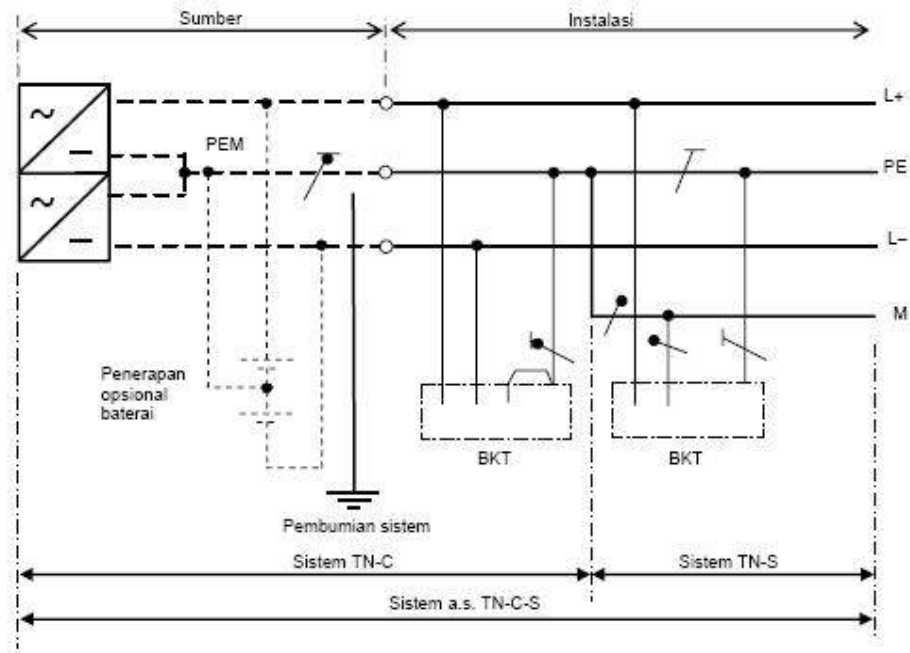 Sumber
Instalasi
L+
PEM
PE
L–
M
Penerapan
opsional
baterai
BKT
BKT
Pembumian sistem
Sistem TN-C
Sistem TN-S
Sistem a.s. TN-C-S